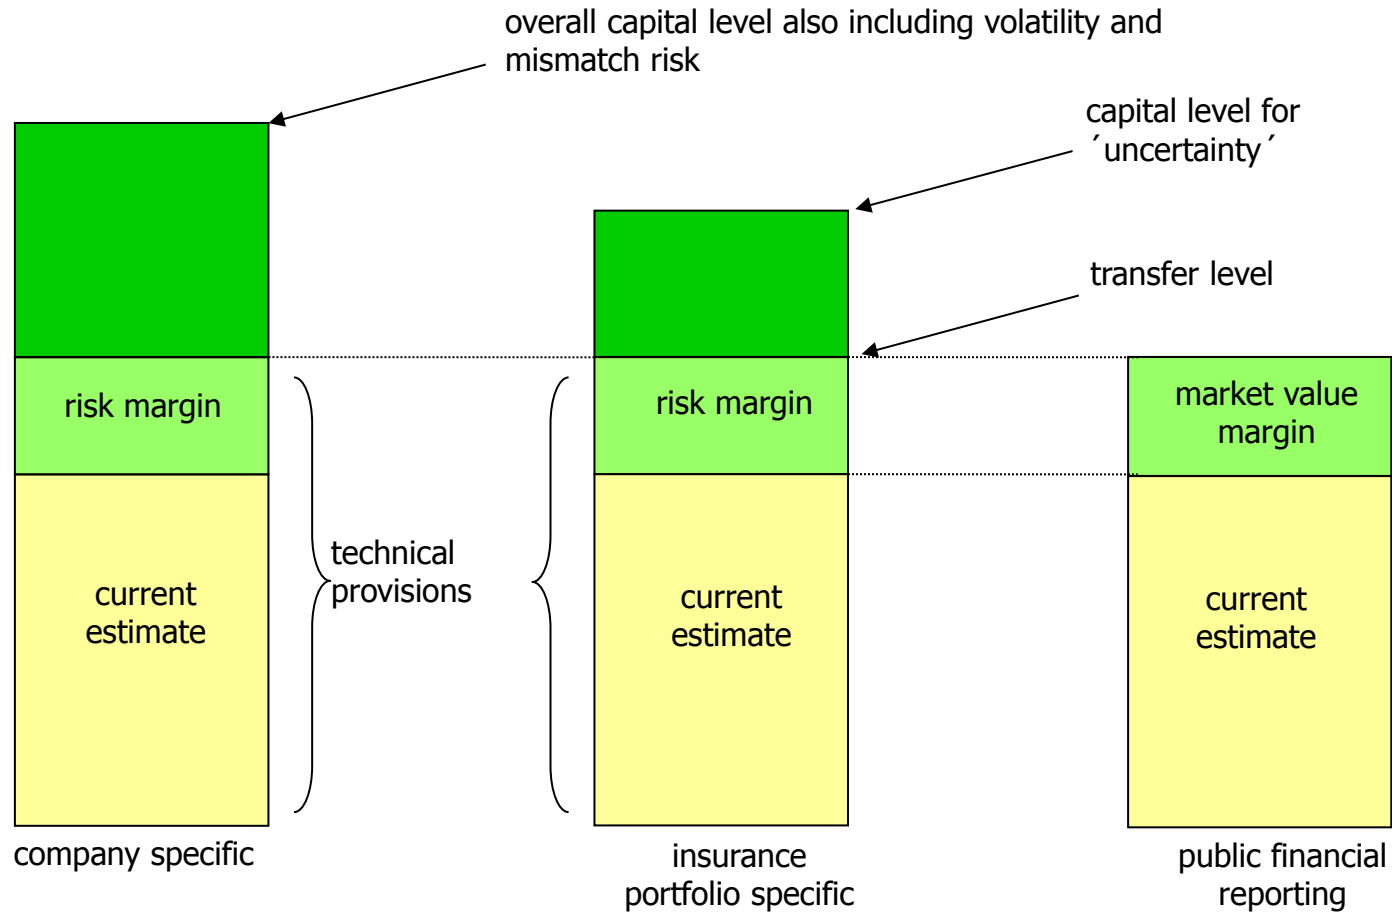 overall capital level also including volatility and
mismatch risk
capital level for
´uncertainty´
transfer level
risk margin
risk margin
market value
margin
technical
provisions
current
estimate
current
estimate
current
estimate
company specific
insurance
portfolio specific
public financial
reporting